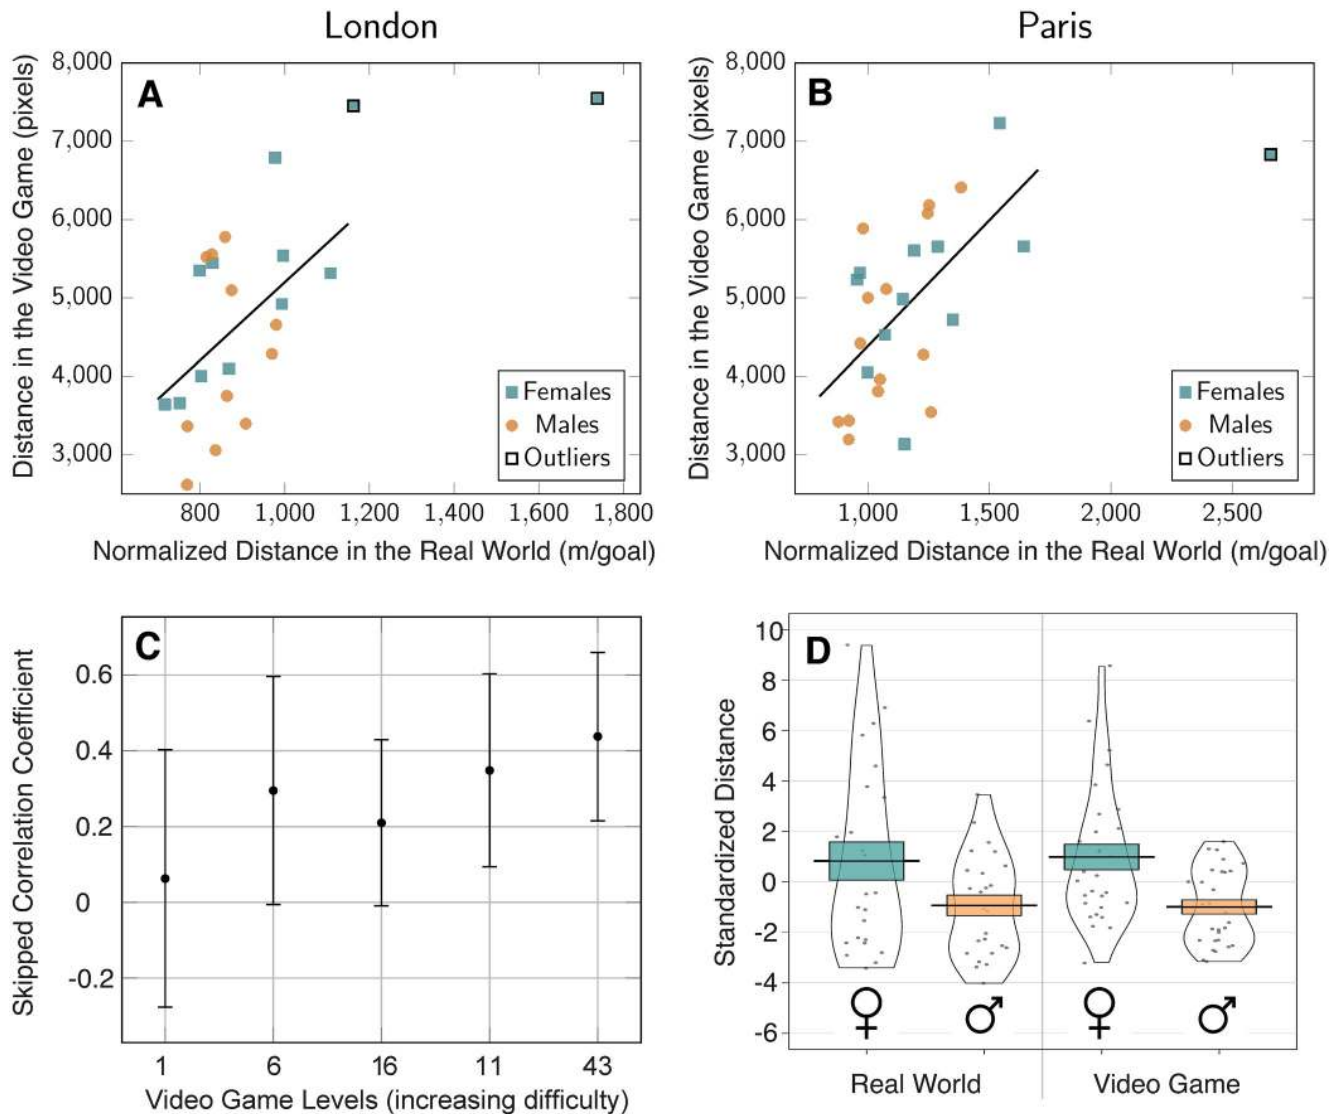 London
Paris
A
Distance in the Video Game (pixels)
8,000
7,000
6,000
5,000
4,000
3,000
800
1,000
1,200
1,400
1,600
1,800
Normalized Distance in the Real World (m/goal)
Females
Males
Outliers
B
Distance in the Video Game (pixels)
8,000
7,000
6,000
5,000
4,000
3,000
1,000
1,500
2,000
2,500
Normalized Distance in the Real World (m/goal)
Females
Males
Outliers
C
Skipped Correlation Coefficient
0.6
0.4
0.2
0
-0.2
1
6
16
11
43
Video Game Levels (increasing difficulty)
D
Standardized Distance
10
8
6
4
2
0
-2
-4
-6
♀
♂
♀
♂
Real World
Video Game